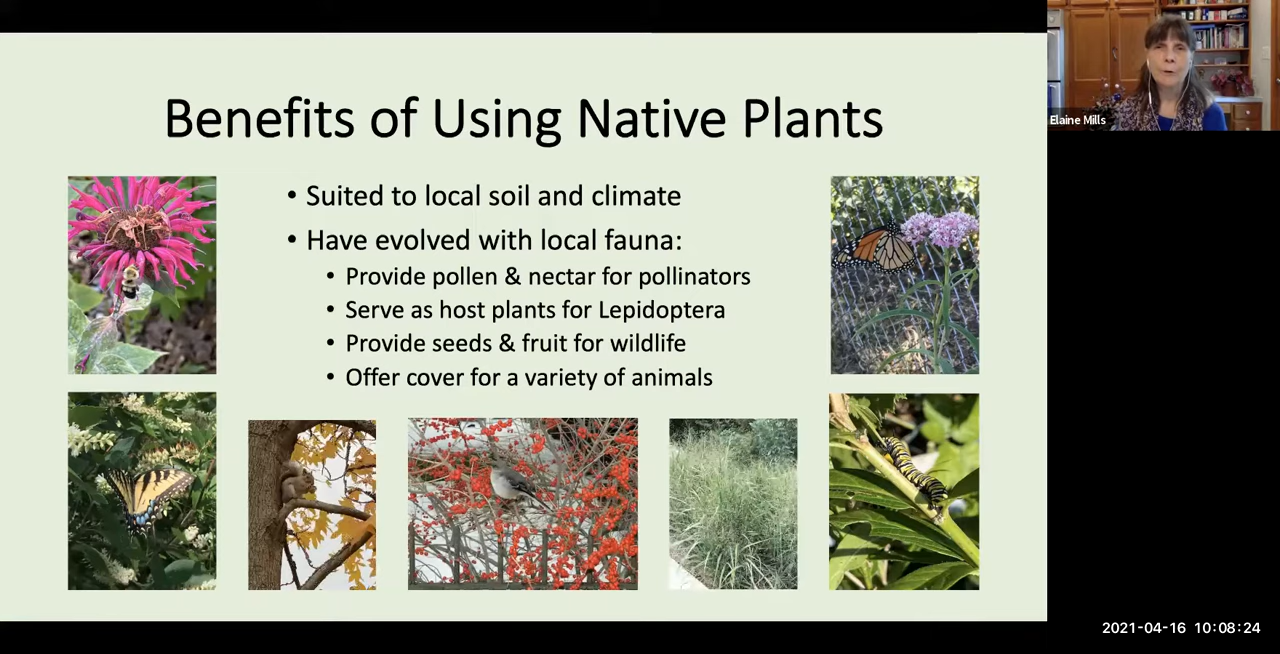 Benefits of Using Native Plants
• Suited to local soil and climate
• Have evolved with local fauna:
• Provide pollen & nectar for pollinators
• Serve as host plants for Lepidoptera
• Provide seeds & fruit for wildlife
• Offer cover for a variety of animals
Elaine Mills
2021-04-16 10:08:24